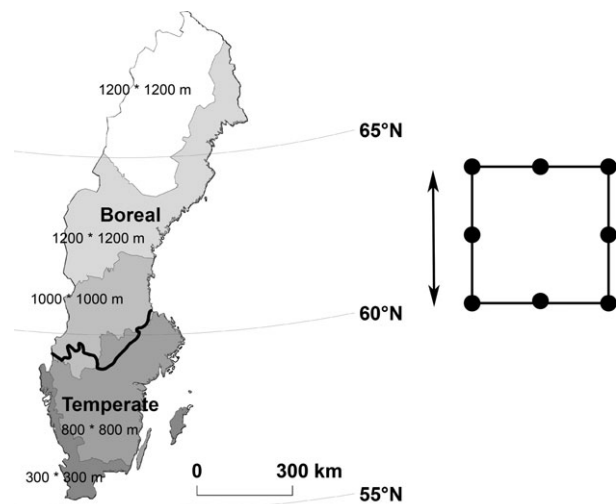 1200 * 1200 m
65°N
Boreal
1200 * 1200 m
1000 * 1000 m
60°N
Temperate
800 * 800 m
300 * 300 m
0 300 km
55°N